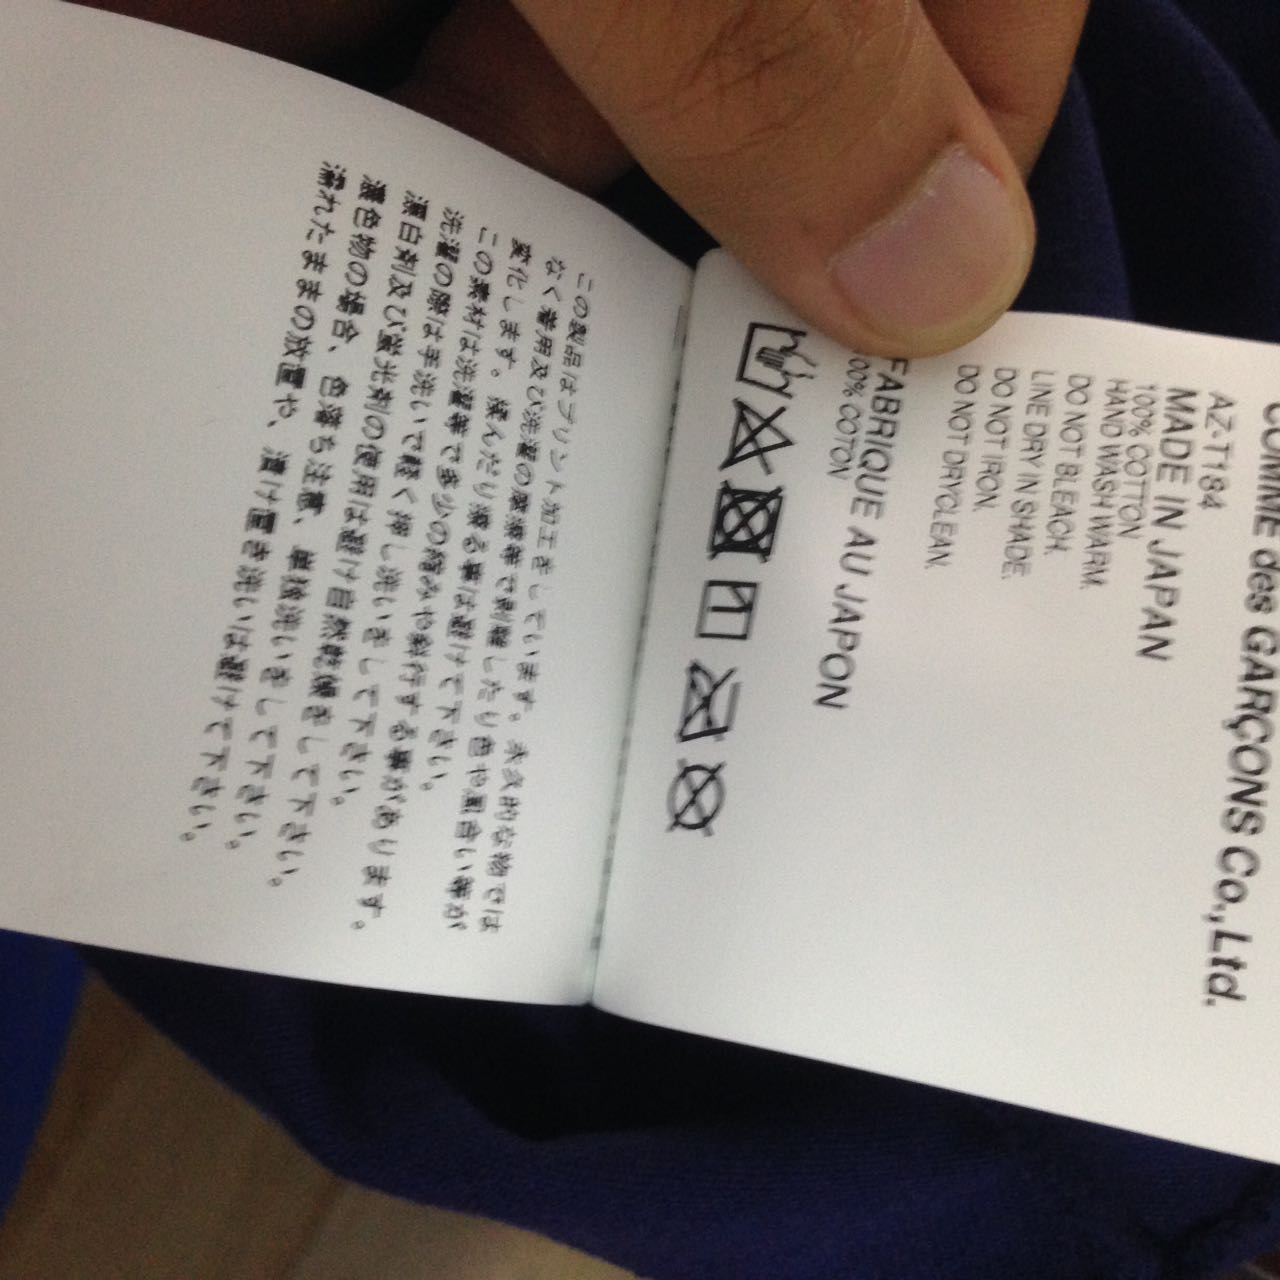 COMME des GARÇONS Co., Ltd.
AZ-T184
MADE IN JAPAN
100% COTTON
HAND WASH WARM.
DO NOT BLEACH.
LINE DRY IN SHADE.
DO NOT IRON.
DO NOT DRYCLEAN.
FABRIQUE AU JAPON
100% COTON
この製品はプリント加工をしています。永久的な物では
なく着用及び洗濯の摩擦等で剥離したり色や風合い等が
変化します。揉んだり擦る事は避けて下さい。
この素材は洗濯等で多少の縮みや斜行する事があります。
洗濯の際は手洗いで軽く押し洗いをして下さい。
漂白剤及び蛍光剤の使用は避け自然乾燥をして下さい。
濃色物の場合、色落ち注意、単独洗いをして下さい。
濡れたままの放置や、漬け置き洗いは避けて下さい。